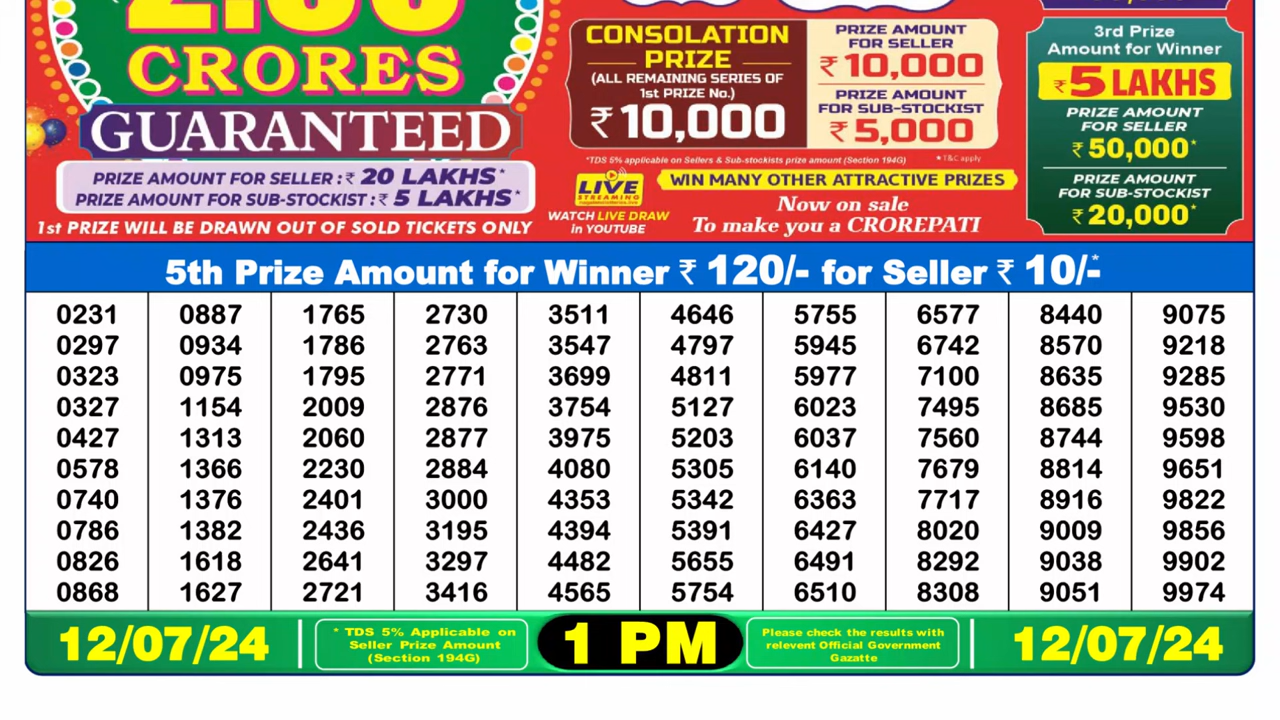 CRORES
GUARANTEED
PRIZE AMOUNT FOR SELLER :₹ 20 LAKHS*
PRIZE AMOUNT FOR SUB-STOCKIST :₹ 5 LAKHS*
1st PRIZE WILL BE DRAWN OUT OF SOLD TICKETS ONLY
CONSOLATION
PRIZE
(ALL REMAINING SERIES OF
1st PRIZE No.)
₹ 10,000
PRIZE AMOUNT
FOR SELLER
₹ 10,000
PRIZE AMOUNT
FOR SUB-STOCKIST
₹ 5,000
*TDS 5% applicable on Sellers & Sub-stockists prize amount (Section 194G)
* T&C apply
LIVE
STREAMING
WATCH LIVE DRAW
in YOUTUBE
WIN MANY OTHER ATTRACTIVE PRIZES
Now on sale
To make you a CROREPATI
3rd Prize
Amount for Winner
₹ 5 LAKHS
PRIZE AMOUNT
FOR SELLER
₹ 50,000*
PRIZE AMOUNT
FOR SUB-STOCKIST
₹ 20,000*
5th Prize Amount for Winner ₹ 120/- for Seller ₹ 10/-*
0231 0887 1765 2730 3511 4646 5755 6577 8440 9075
0297 0934 1786 2763 3547 4797 5945 6742 8570 9218
0323 0975 1795 2771 3699 4811 5977 7100 8635 9285
0327 1154 2009 2876 3754 5127 6023 7495 8685 9530
0427 1313 2060 2877 3975 5203 6037 7560 8744 9598
0578 1366 2230 2884 4080 5305 6140 7679 8814 9651
0740 1376 2401 3000 4353 5342 6363 7717 8916 9822
0786 1382 2436 3195 4394 5391 6427 8020 9009 9856
0826 1618 2641 3297 4482 5655 6491 8292 9038 9902
0868 1627 2721 3416 4565 5754 6510 8308 9051 9974
12/07/24
* TDS 5% Applicable on
Seller Prize Amount
(Section 194G)
1 PM
Please check the results with
relevent Official Government
Gazatte
12/07/24